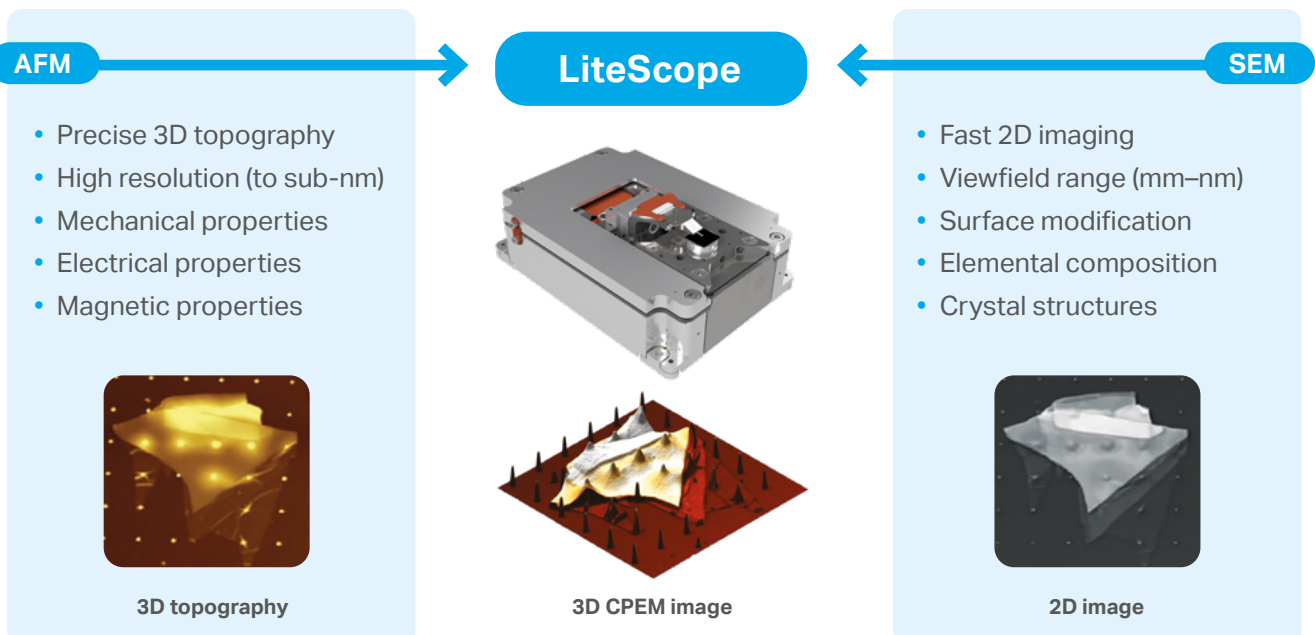 AFM
LiteScope
SEM
• Precise 3D topography
• High resolution (to sub-nm)
• Mechanical properties
• Electrical properties
• Magnetic properties
• Fast 2D imaging
• Viewfield range (mm–nm)
• Surface modification
• Elemental composition
• Crystal structures
3D topography
3D CPEM image
2D image